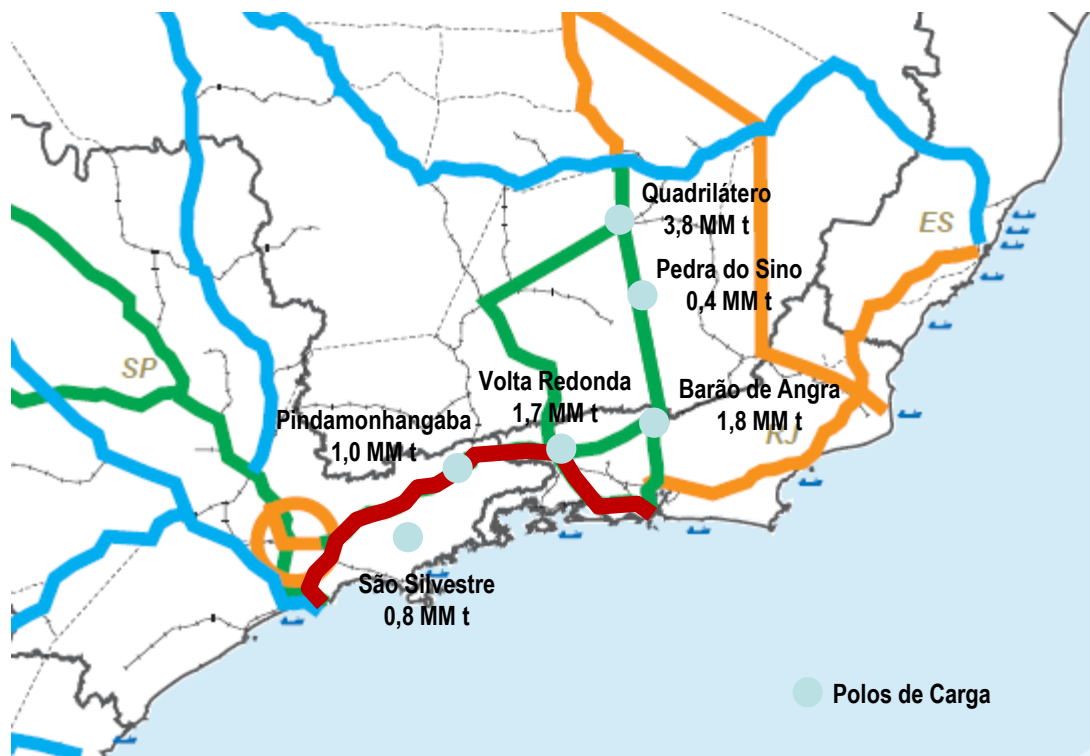 Quadrilátero
3,8 MM t
ES
Pedra do Sino
0,4 MM t
SP
Volta Redonda
1,7 MM t
Barão de Angra
1,8 MM t
Pindamonhangaba
1,0 MM t
RJ
São Silvestre
0,8 MM t
Polos de Carga